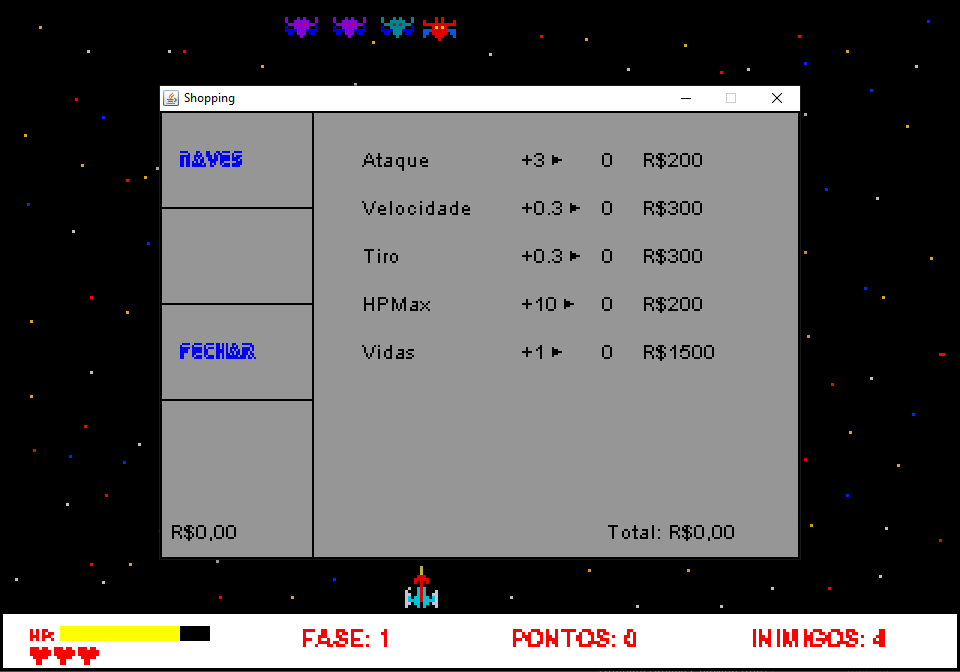 Shopping
NAVES
Ataque +3 ► 0 R$200
Velocidade +0.3 ► 0 R$300
Tiro +0.3 ► 0 R$300
HPMax +10 ► 0 R$200
FECHAR
Vidas +1 ► 0 R$1500
R$0,00
Total: R$0,00
HP:
FASE: 1
PONTOS: 0
INIMIGOS: 4